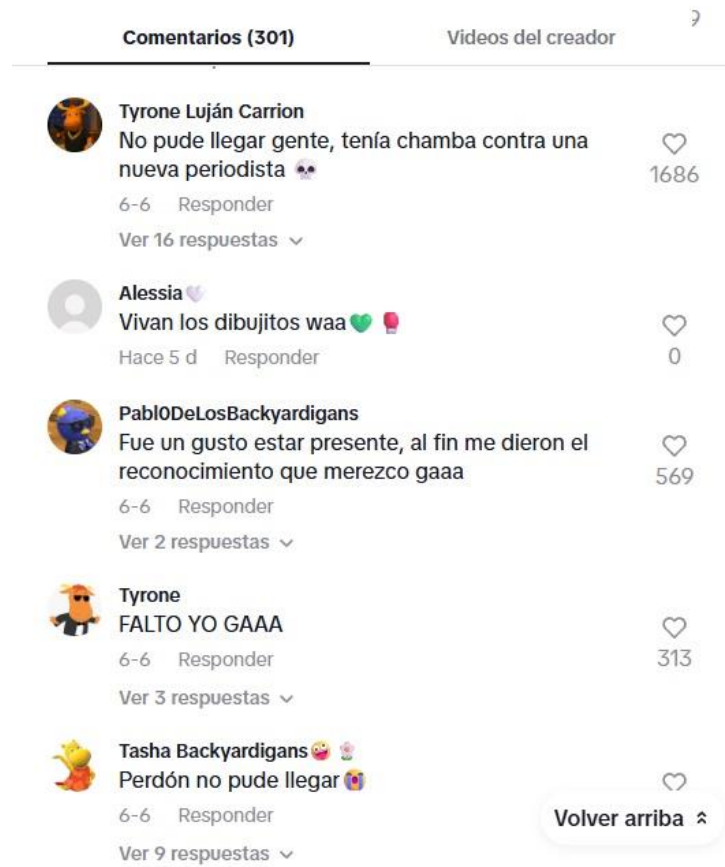 Comentarios (301)
Videos del creador
Tyrone Luján Carrion
No pude llegar gente, tenía chamba contra una
nueva periodista 💀
1686
6-6 Responder
Ver 16 respuestas
Alessia🤍
Vivan los dibujitos waa💚🥊
0
Hace 5 d Responder
Pabl0DeLosBackyardigans
Fue un gusto estar presente, al fin me dieron el
reconocimiento que merezco gaaa
569
6-6 Responder
Ver 2 respuestas
Tyrone
FALTO YO GAAA
313
6-6 Responder
Ver 3 respuestas
Tasha Backyardigans🤪 🌷
Perdón no pude llegar😭
6-6 Responder
Volver arriba
Ver 9 respuestas